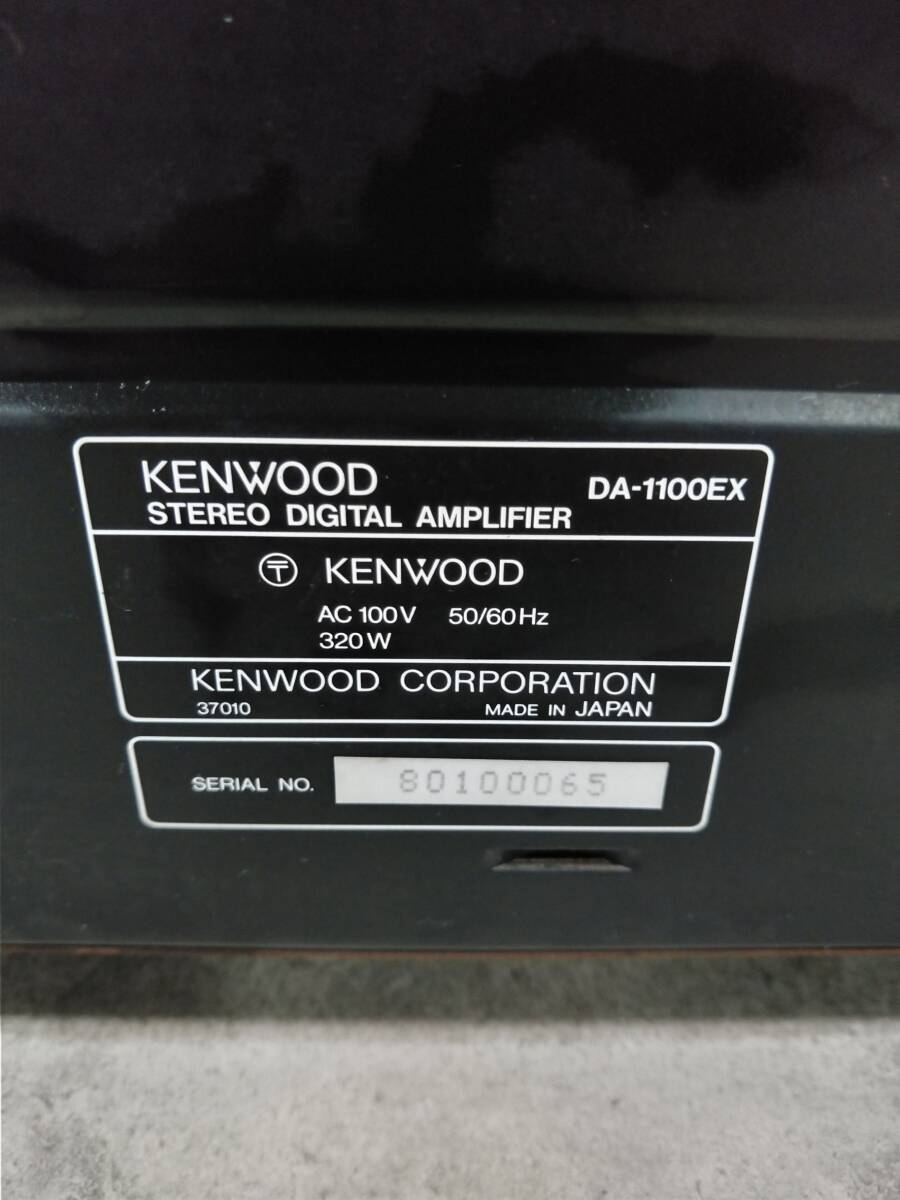 KENWOOD DA-1100EX
STEREO DIGITAL AMPLIFIER
〶 KENWOOD
AC 100V 50/60Hz
320W
KENWOOD CORPORATION
37010 MADE IN JAPAN
SERIAL NO. 80100065